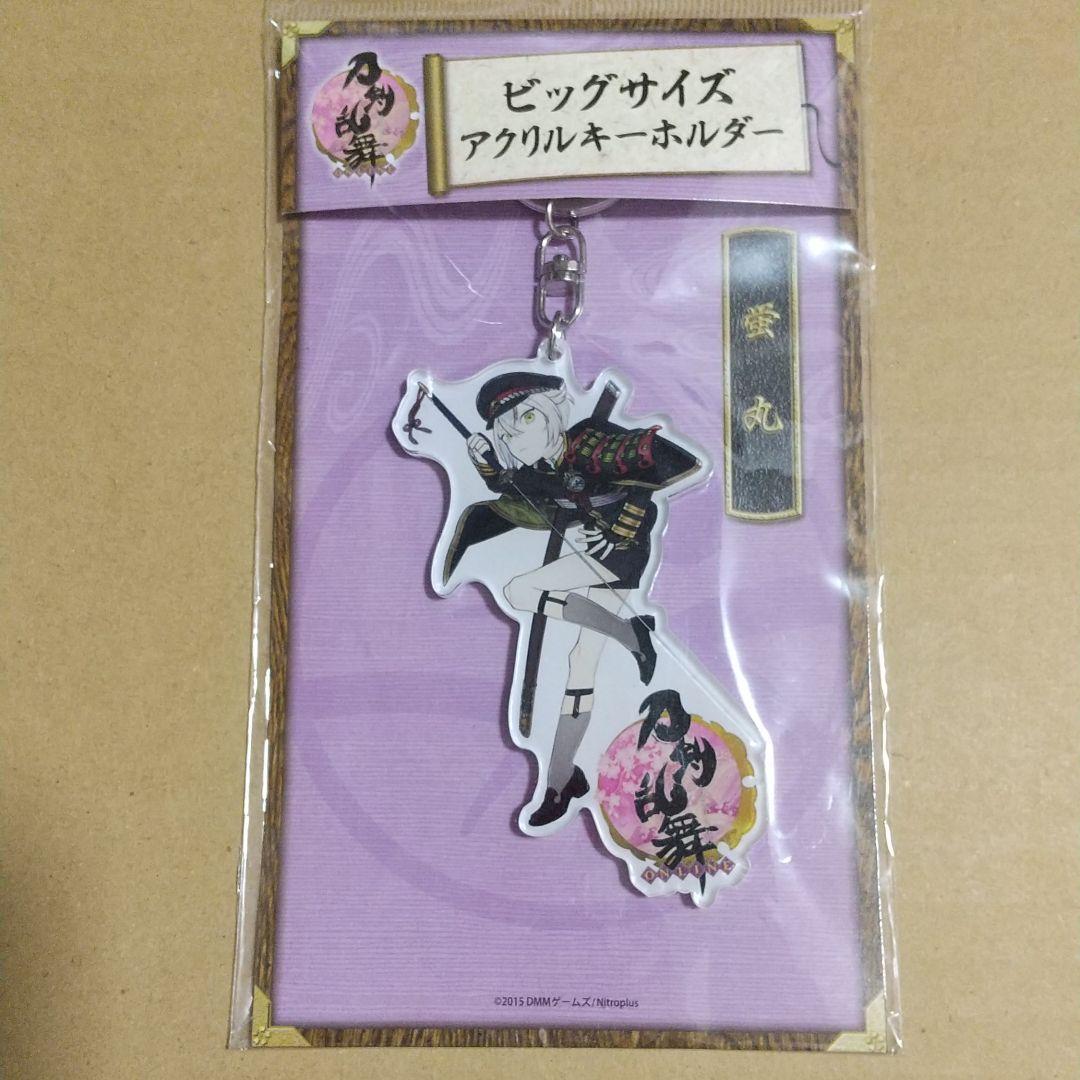 刀剣乱舞
ONLINE
ビッグサイズ
アクリルキーホルダー
蛍丸
刀剣乱舞
ONLINE
©2015 DMMゲームズ/Nitroplus